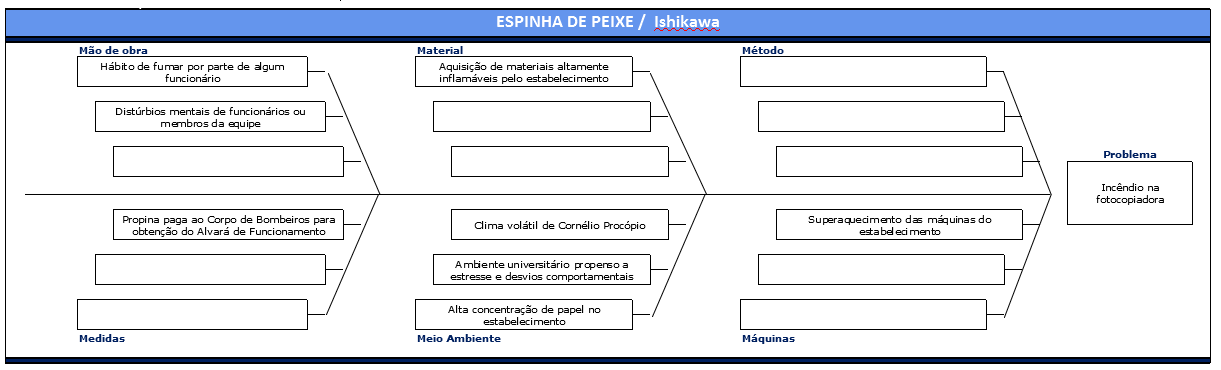 ESPINHA DE PEIXE / Ishikawa
Mão de obra
Material
Método
Hábito de fumar por parte de algum
funcionário
Aquisição de materiais altamente
inflamáveis pelo estabelecimento
Distúrbios mentais de funcionários ou
membros da equipe
Problema
Incêndio na
fotocopiadora
Propina paga ao Corpo de Bombeiros para
obtenção do Alvará de Funcionamento
Clima volátil de Cornélio Procópio
Superaquecimento das máquinas do
estabelecimento
Ambiente universitário propenso a
estresse e desvios comportamentais
Alta concentração de papel no
estabelecimento
Medidas
Meio Ambiente
Máquinas